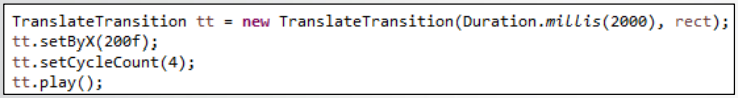 TranslateTransition tt = new TranslateTransition(Duration.millis(2000), rect);
tt.setByX(200f);
tt.setCycleCount(4);
tt.play();